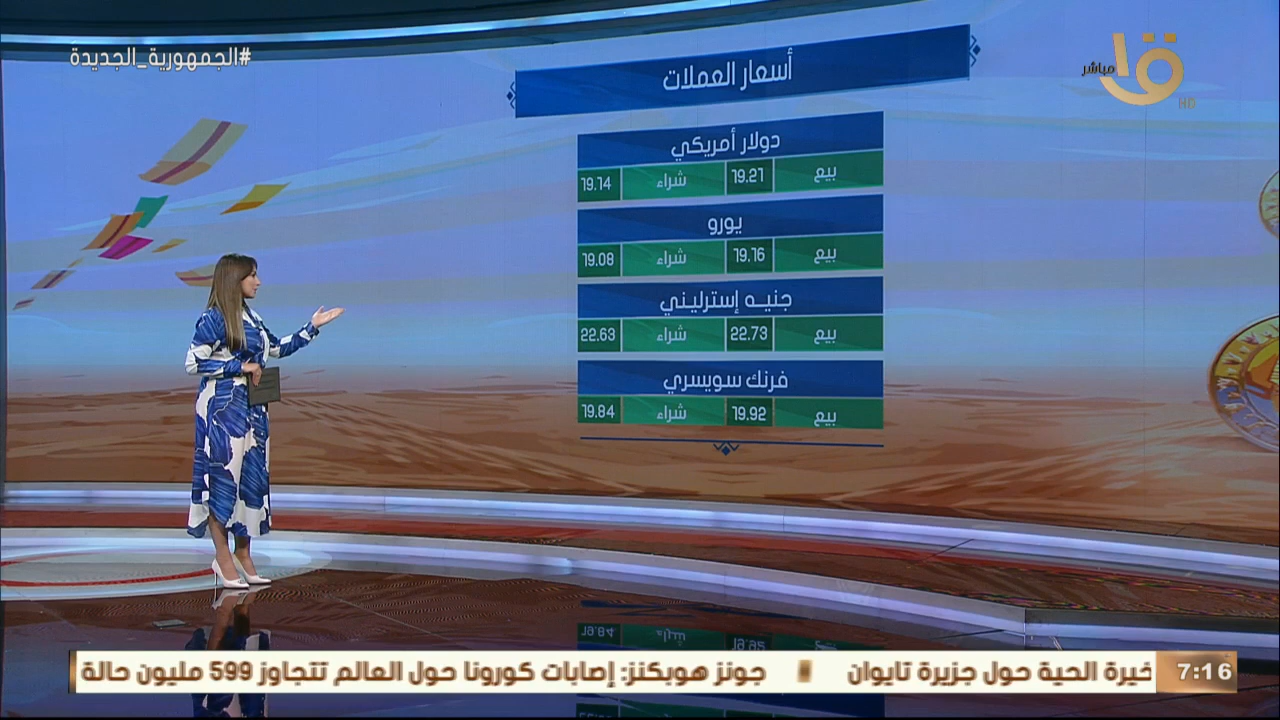 #الجمهورية_الجديدة
مباشر
HD
أسعار العملات
دولار أمريكي
بيع 19.21 شراء 19.14
يورو
بيع 19.16 شراء 19.08
جنيه إسترليني
بيع 22.73 شراء 22.63
فرنك سويسري
بيع 19.92 شراء 19.84
7:16 خيرة الحية حول جزيرة تايوان جونز هوبكنز: إصابات كورونا حول العالم تتجاوز 599 مليون حالة